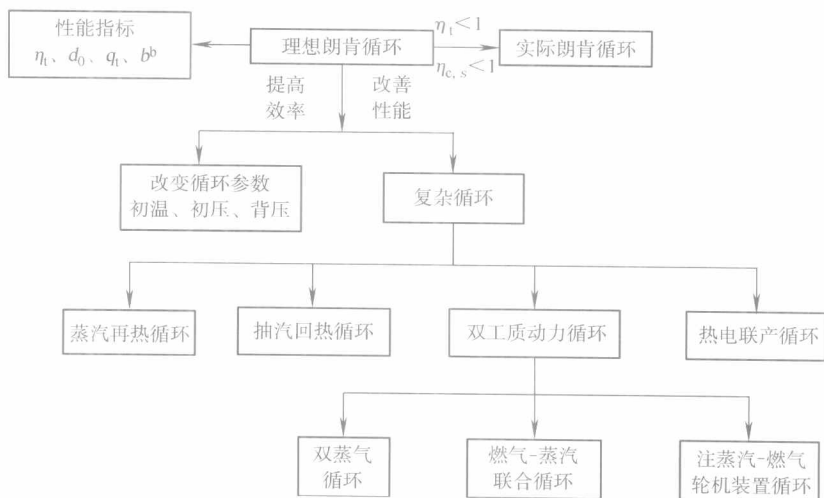 性能指标
ηt、d0、qt、bb
理想朗肯循环
ηt<1
ηc, s<1
实际朗肯循环
提高
效率
改善
性能
改变循环参数
初温、初压、背压
复杂循环
蒸汽再热循环
抽汽回热循环
双工质动力循环
热电联产循环
双蒸气
循环
燃气-蒸汽
联合循环
注蒸汽-燃气
轮机装置循环